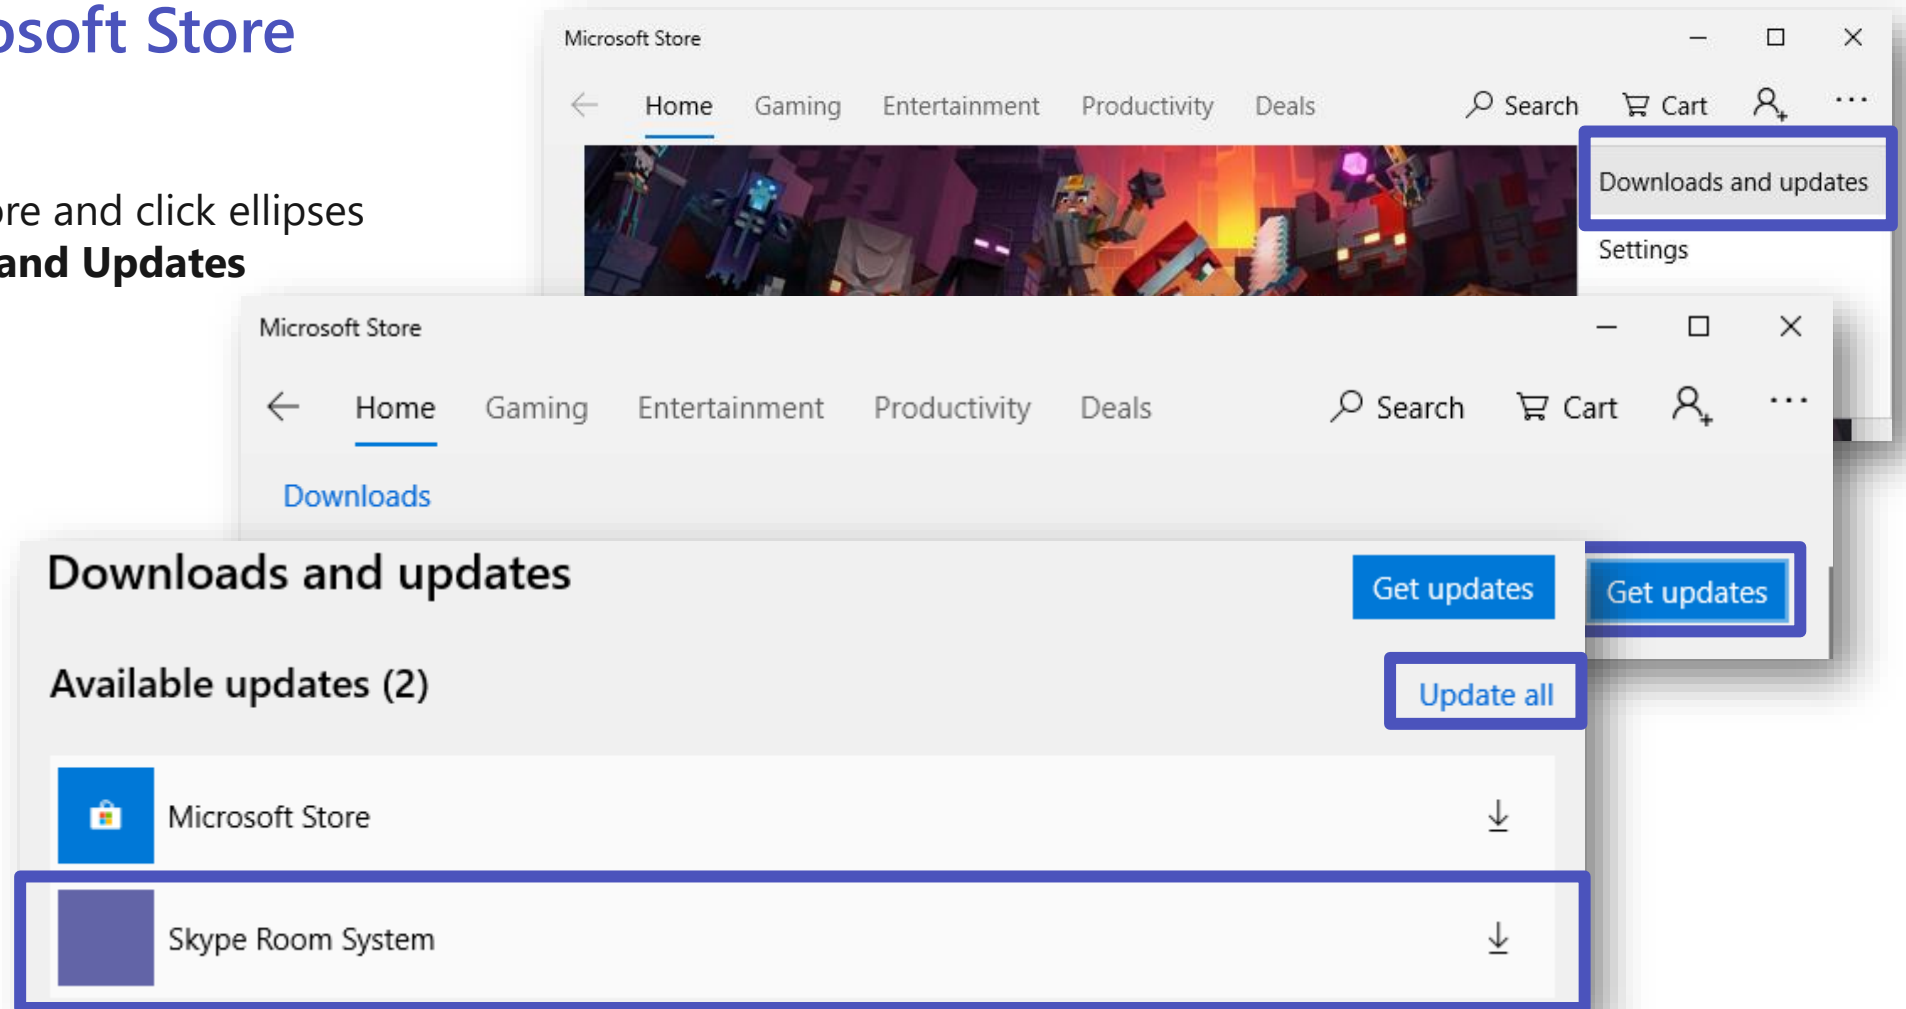 osoft Store
ore and click ellipses
and Updates
Microsoft Store
Home Gaming Entertainment Productivity Deals Search Cart
Downloads and updates
Settings
Microsoft Store
Home Gaming Entertainment Productivity Deals Search Cart
Downloads
Get updates
Downloads and updates Get updates
Available updates (2) Update all
Microsoft Store
Skype Room System